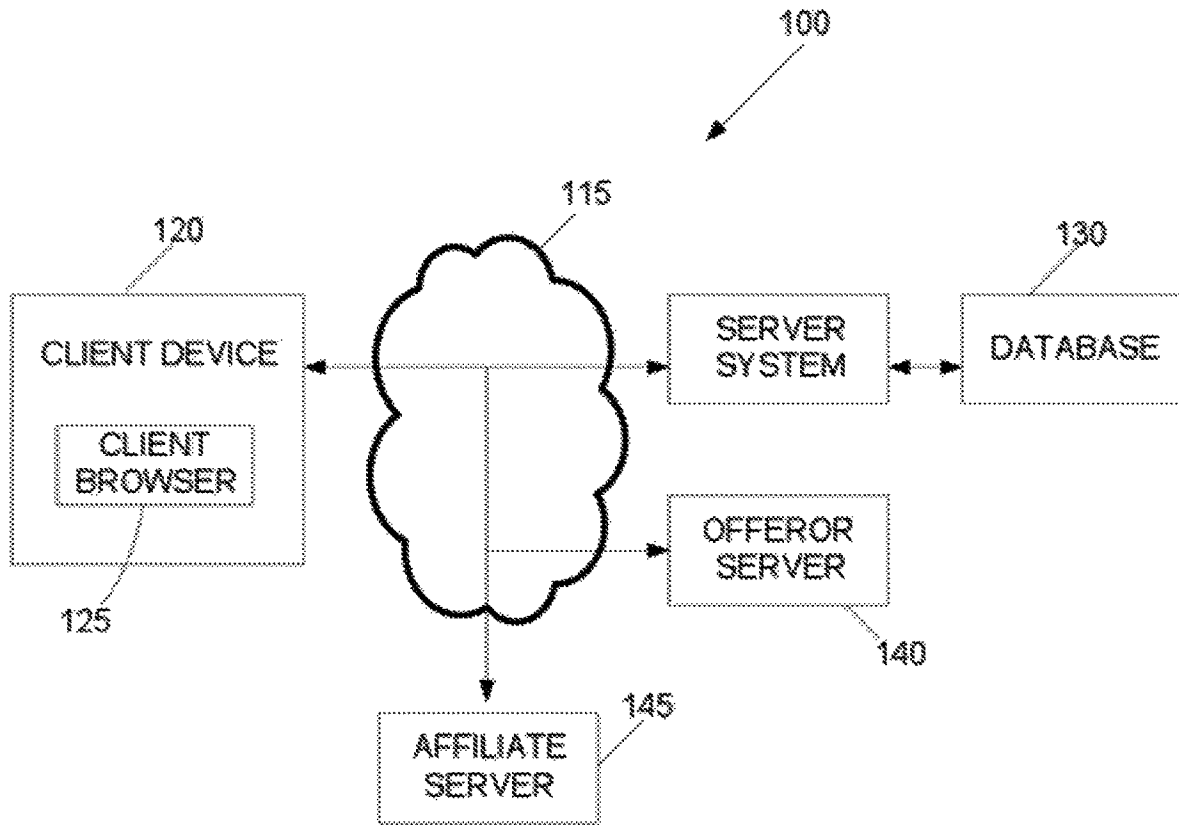 100
115
120
130
CLIENT DEVICE
SERVER
SYSTEM
DATABASE
CLIENT
BROWSER
125
OFFEROR
SERVER
140
145
AFFILIATE
SERVER